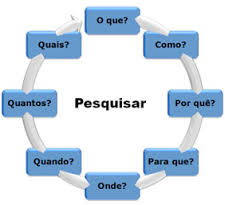 O que?
Como?
Por quê?
Para que?
Onde?
Quando?
Quantos?
Quais?
Pesquisar